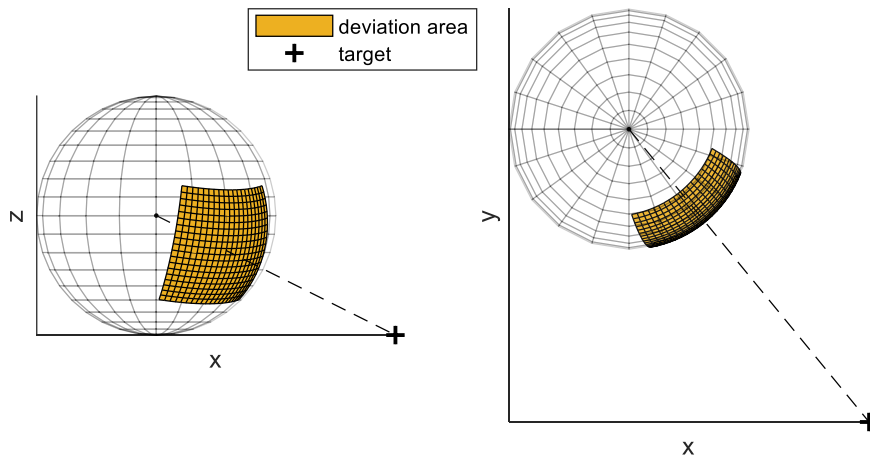 deviation area
target
z
x
y
x